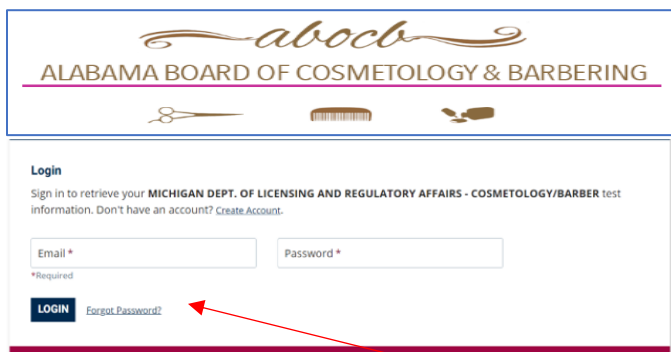 abocb
ALABAMA BOARD OF COSMETOLOGY & BARBERING
Login
Sign in to retrieve your MICHIGAN DEPT. OF LICENSING AND REGULATORY AFFAIRS - COSMETOLOGY/BARBER test
information. Don't have an account? Create Account.
Email * Password *
*Required
LOGIN Forgot Password?